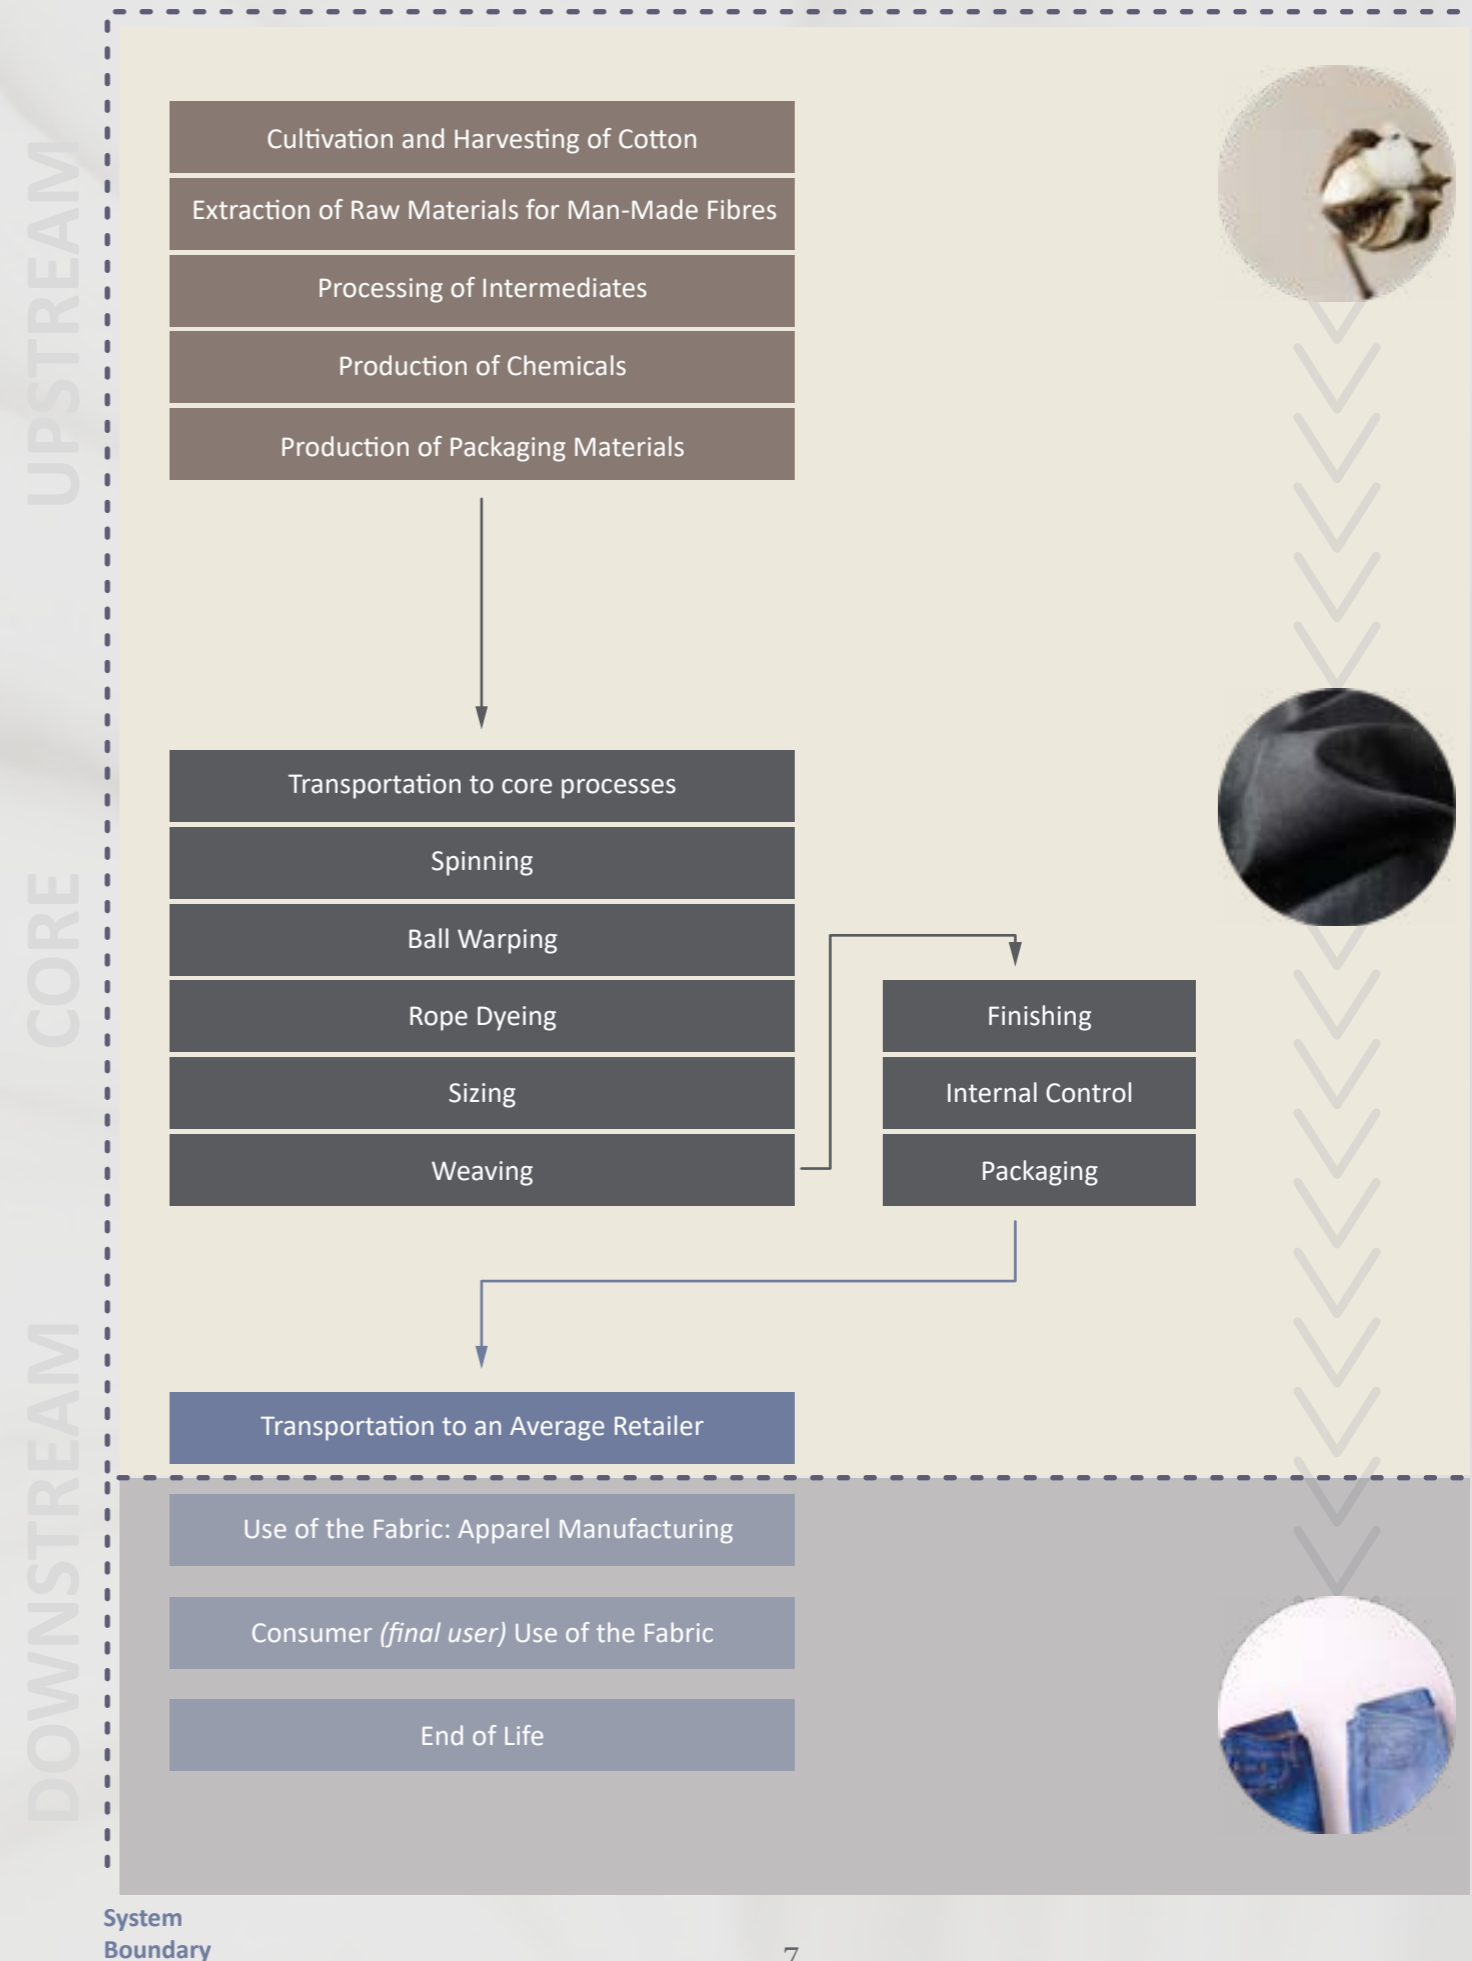 UPSTREAM
Cultivation and Harvesting of Cotton
Extraction of Raw Materials for Man-Made Fibres
Processing of Intermediates
Production of Chemicals
Production of Packaging Materials
CORE
Transportation to core processes
Spinning
Ball Warping
Rope Dyeing
Sizing
Weaving
Finishing
Internal Control
Packaging
DOWNSTREAM
Transportation to an Average Retailer
Use of the Fabric: Apparel Manufacturing
Consumer (final user) Use of the Fabric
End of Life
System
Boundary
7